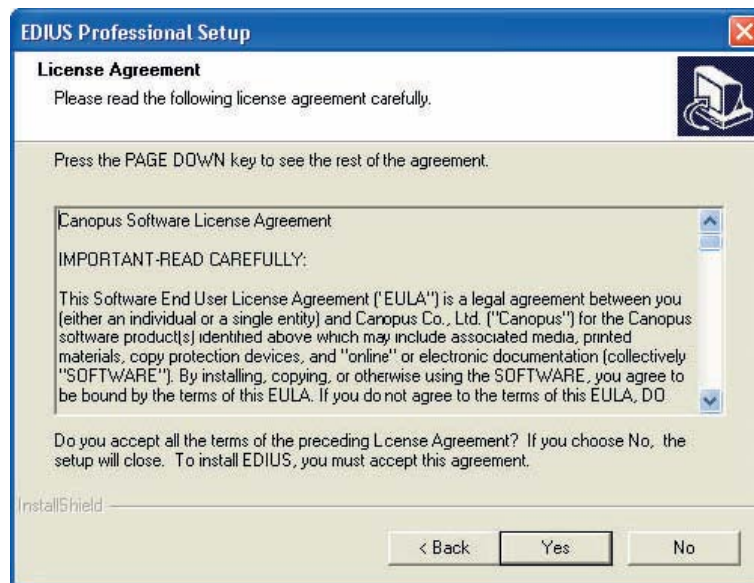 EDIUS Professional Setup
License Agreement
Please read the following license agreement carefully.
Press the PAGE DOWN key to see the rest of the agreement.
Canopus Software License Agreement
IMPORTANT-READ CAREFULLY:
This Software End User License Agreement ("EULA") is a legal agreement between you
(either an individual or a single entity) and Canopus Co., Ltd. ("Canopus") for the Canopus
software product(s) identified above which may include associated media, printed
materials, copy protection devices, and "online" or electronic documentation (collectively
"SOFTWARE"). By installing, copying, or otherwise using the SOFTWARE, you agree to
be bound by the terms of this EULA. If you do not agree to the terms of this EULA, DO
Do you accept all the terms of the preceding License Agreement? If you choose No, the
setup will close. To install EDIUS, you must accept this agreement.
InstallShield
< Back Yes No